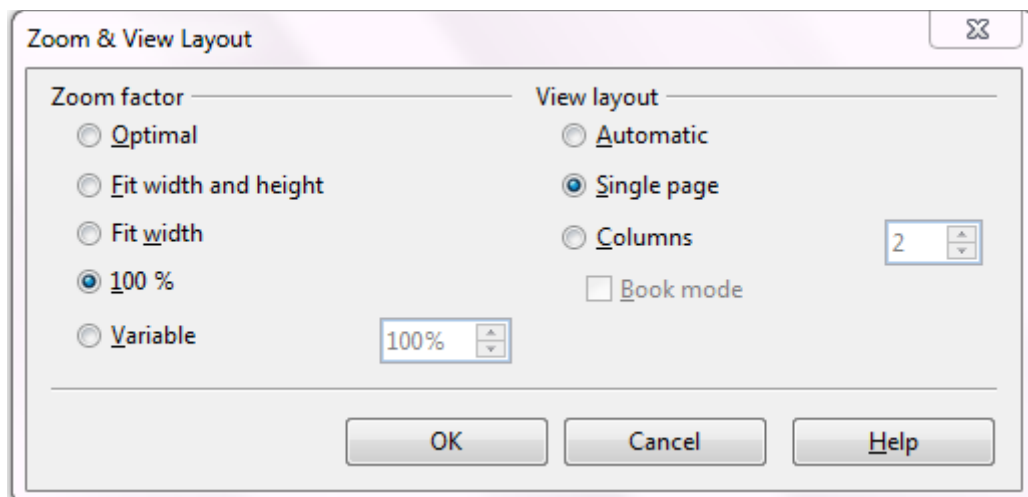 Zoom & View Layout
Zoom factor
Optimal
Fit width and height
Fit width
100 %
Variable
100%
View layout
Automatic
Single page
Columns
2
Book mode
OK
Cancel
Help